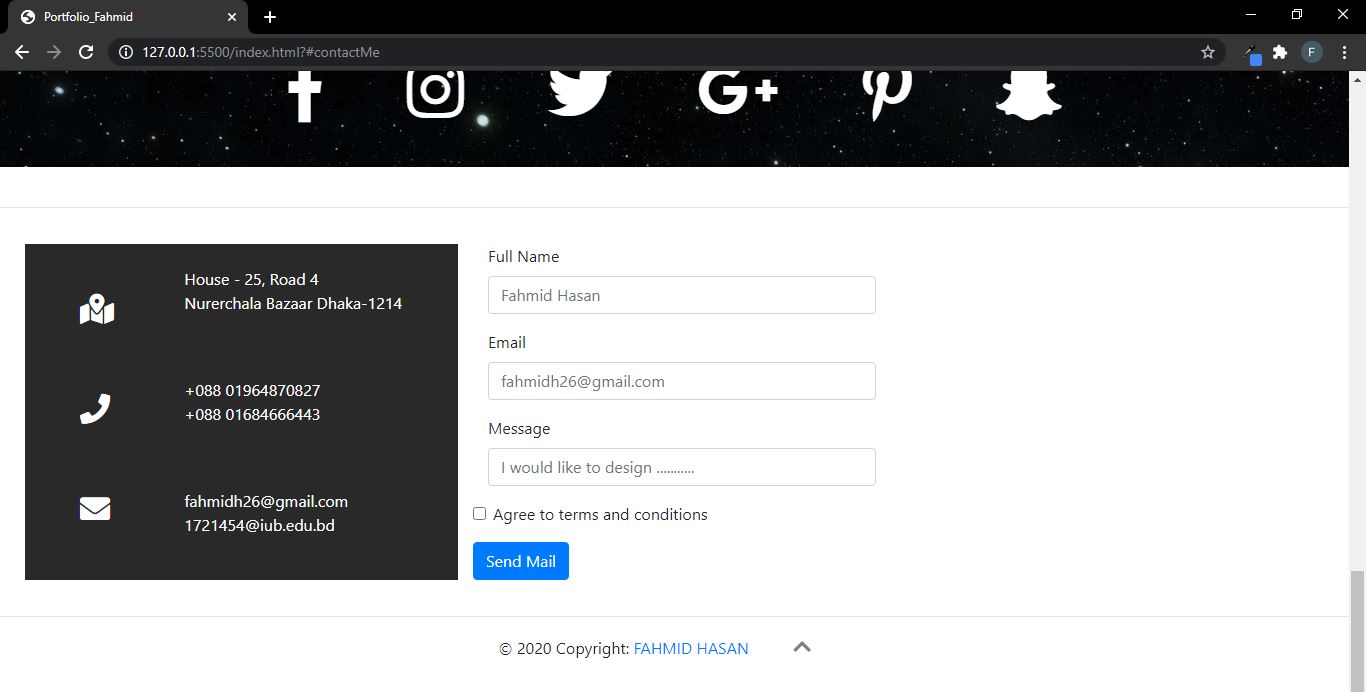 Portfolio_Fahmid
127.0.0.1:5500/index.html?#contactMe
F
House - 25, Road 4
Nurerchala Bazaar Dhaka-1214
+088 01964870827
+088 01684666443
fahmidh26@gmail.com
1721454@iub.edu.bd
Full Name
Fahmid Hasan
Email
fahmidh26@gmail.com
Message
I would like to design ...........
Agree to terms and conditions
Send Mail
© 2020 Copyright: FAHMID HASAN